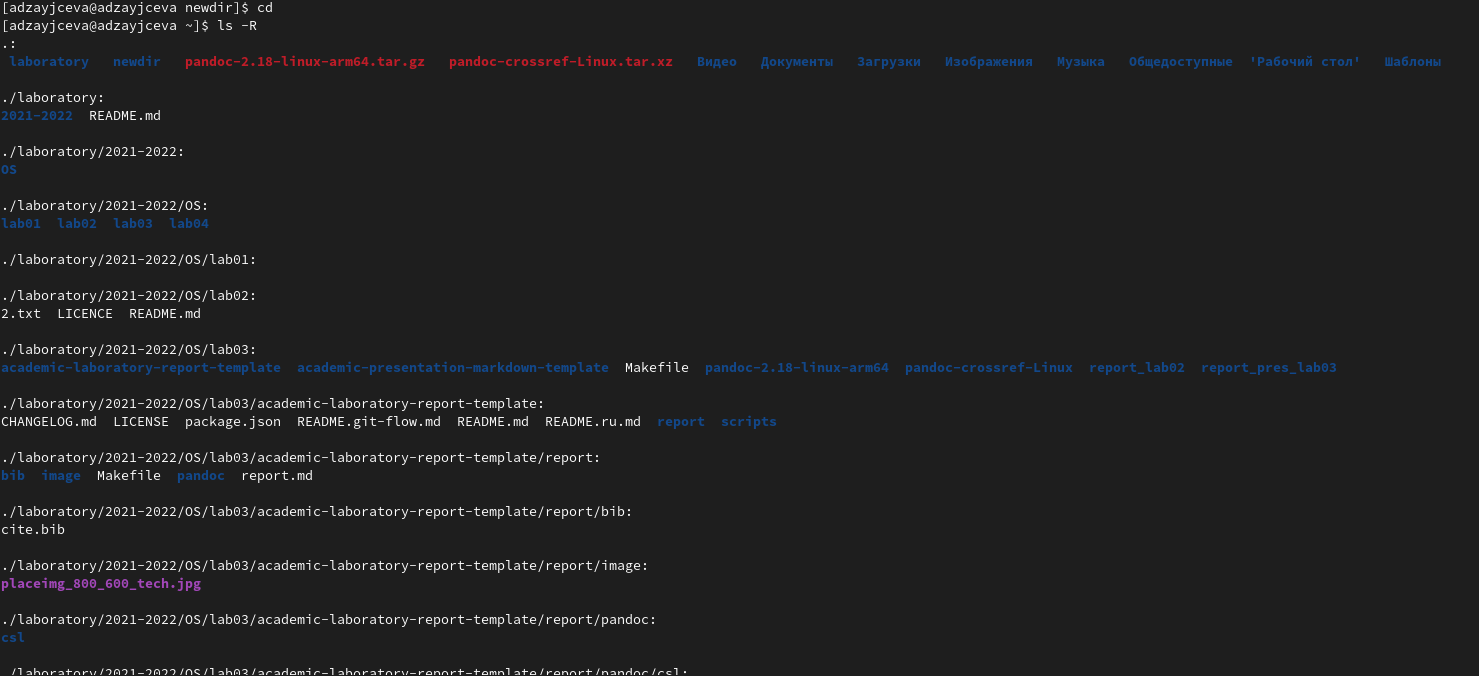 [adzayjceva@adzayjceva newdir]$ cd
[adzayjceva@adzayjceva ~]$ ls -R
.:
laboratory newdir pandoc-2.18-linux-arm64.tar.gz pandoc-crossref-Linux.tar.xz Видео Документы Загрузки Изображения Музыка Общедоступные 'Рабочий стол' Шаблоны
./laboratory:
2021-2022 README.md
./laboratory/2021-2022:
OS
./laboratory/2021-2022/OS:
lab01 lab02 lab03 lab04
./laboratory/2021-2022/OS/lab01:
./laboratory/2021-2022/OS/lab02:
2.txt LICENCE README.md
./laboratory/2021-2022/OS/lab03:
academic-laboratory-report-template academic-presentation-markdown-template Makefile pandoc-2.18-linux-arm64 pandoc-crossref-Linux report_lab02 report_pres_lab03
./laboratory/2021-2022/OS/lab03/academic-laboratory-report-template:
CHANGELOG.md LICENSE package.json README.git-flow.md README.md README.ru.md report scripts
./laboratory/2021-2022/OS/lab03/academic-laboratory-report-template/report:
bib image Makefile pandoc report.md
./laboratory/2021-2022/OS/lab03/academic-laboratory-report-template/report/bib:
cite.bib
./laboratory/2021-2022/OS/lab03/academic-laboratory-report-template/report/image:
placeimg_800_600_tech.jpg
./laboratory/2021-2022/OS/lab03/academic-laboratory-report-template/report/pandoc:
csl
./laboratory/2021-2022/OS/lab03/academic-laboratory-report-template/report/pandoc/csl: